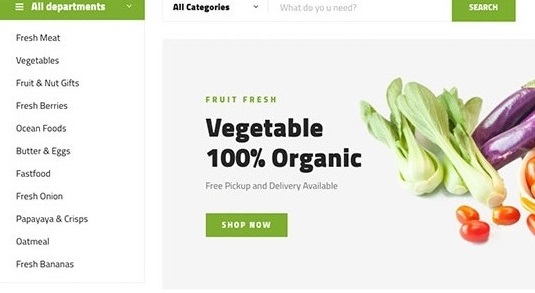 All departments
All Categories
What do yo u need?
SEARCH
Fresh Meat
Vegetables
Fruit & Nut Gifts
Fresh Berries
Ocean Foods
Butter & Eggs
Fastfood
Fresh Onion
Papayaya & Crisps
Oatmeal
Fresh Bananas
FRUIT FRESH
Vegetable
100% Organic
Free Pickup and Delivery Available
SHOP NOW